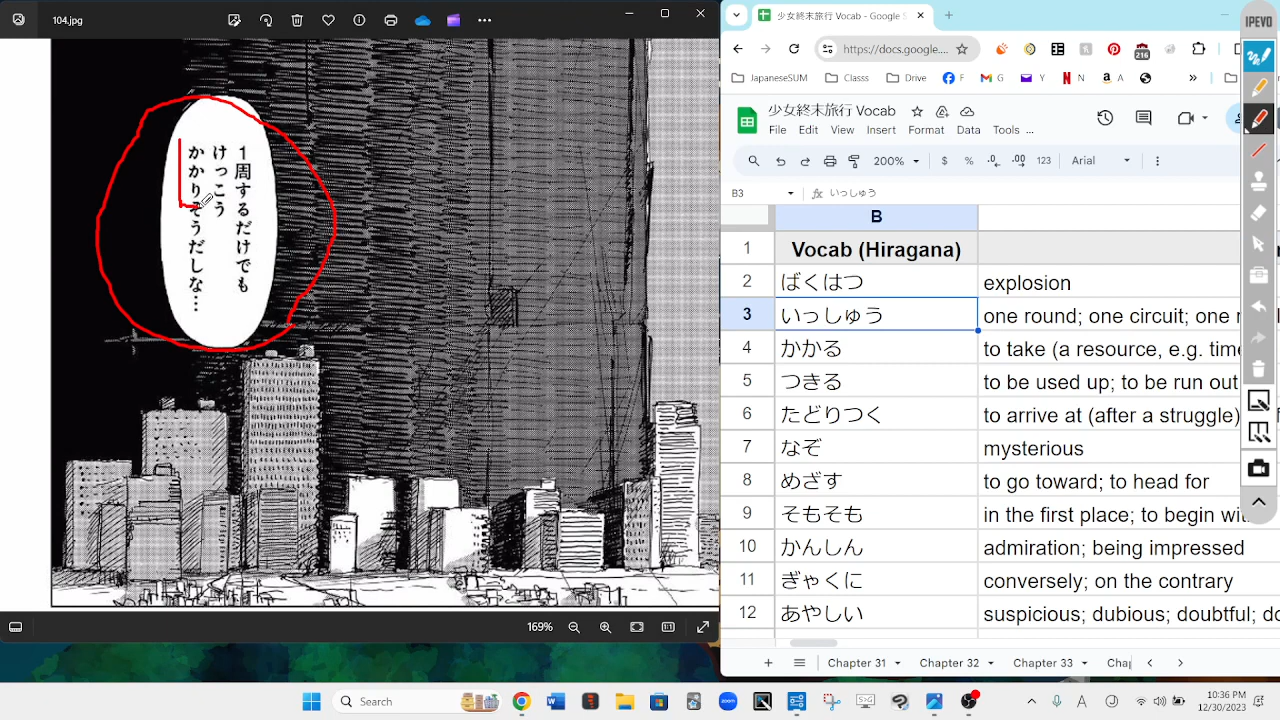 104.jpg
1周するだけでも
けっこう
かかりそうだしな…
169%
少女終末旅行 Vocab - Google S
https://docs.g
apaneseSU
Class
少女終末旅行 Vocab
File Edit View Insert Format Da Tools ...
200% $ % .00 123 Arial
B3 いっしゅう
B
1 Vocab (Hiragana)
2 ばくはつ explosion
3 いっしゅう one round; one circuit; one r
4 かかる to take (a resource, e.g. time
5 つきる to be used up; to be run out
6 たどりつく to arrive at (after a struggle)
7 なぞ mysterious
8 めざす to go toward; to head for
9 そもそも in the first place; to begin wit
10 かんしん admiration; being impressed
11 ぎゃくに conversely; on the contrary
12 あやしい suspicious; dubious; doubtful; do
Chapter 31 Chapter 32 Chapter 33 Cha
IPEVO
216
Search
zoom
10:36 PM
12/30/2023